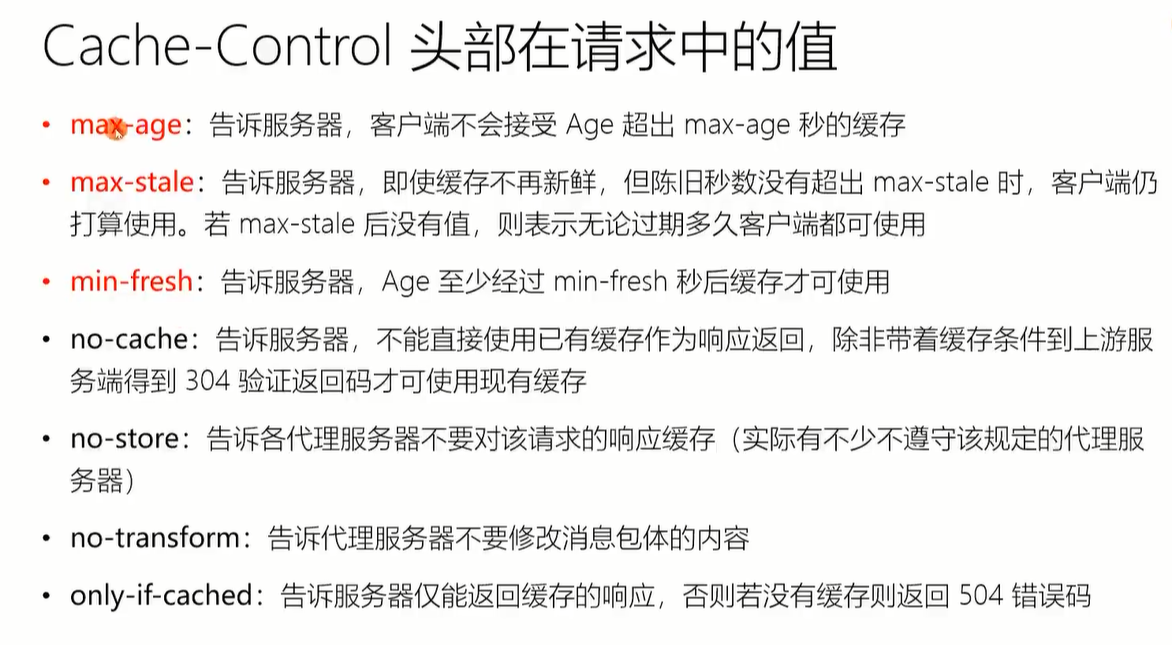 Cache-Control 头部在请求中的值
• max-age：告诉服务器，客户端不会接受 Age 超出 max-age 秒的缓存
• max-stale：告诉服务器，即使缓存不再新鲜，但陈旧秒数没有超出 max-stale 时，客户端仍
打算使用。若 max-stale 后没有值，则表示无论过期多久客户端都可使用
• min-fresh：告诉服务器，Age 至少经过 min-fresh 秒后缓存才可使用
• no-cache：告诉服务器，不能直接使用已有缓存作为响应返回，除非带着缓存条件到上游服
务端得到 304 验证返回码才可使用现有缓存
• no-store：告诉各代理服务器不要对该请求的响应缓存（实际有不少不遵守该规定的代理服
务器）
• no-transform：告诉代理服务器不要修改消息包体的内容
• only-if-cached：告诉服务器仅能返回缓存的响应，否则若没有缓存则返回 504 错误码